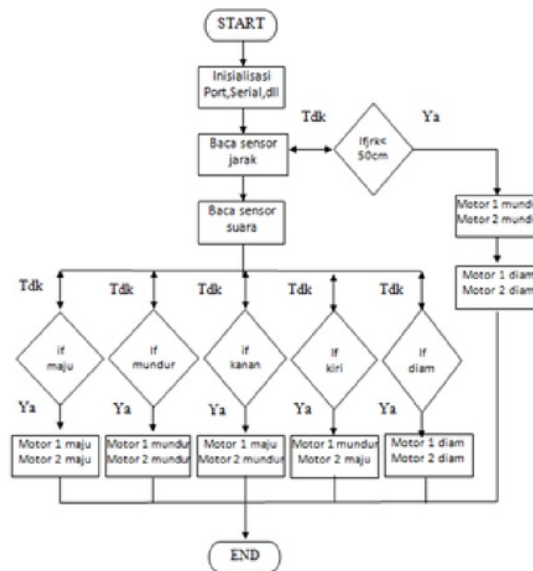 START
Inisialisasi
Port,Serial,dll
Tdk
Ya
Baca sensor
jarak
Ifjrk<
50cm
Baca sensor
suara
Motor 1 mundu
Motor 2 mundu
Motor 1 diam
Motor 2 diam
Tdk
Tdk
Tdk
Tdk
Tdk
if
maju
If
mundur
if
kanan
If
kiri
If
diam
Ya
Ya
Ya
Ya
Ya
Motor 1 maju
Motor 2 maju
Motor 1 mundur
Motor 2 mundur
Motor 1 maju
Motor 2 mundur
Motor 1 mundur
Motor 2 maju
Motor 1 diam
Motor 2 diam
END